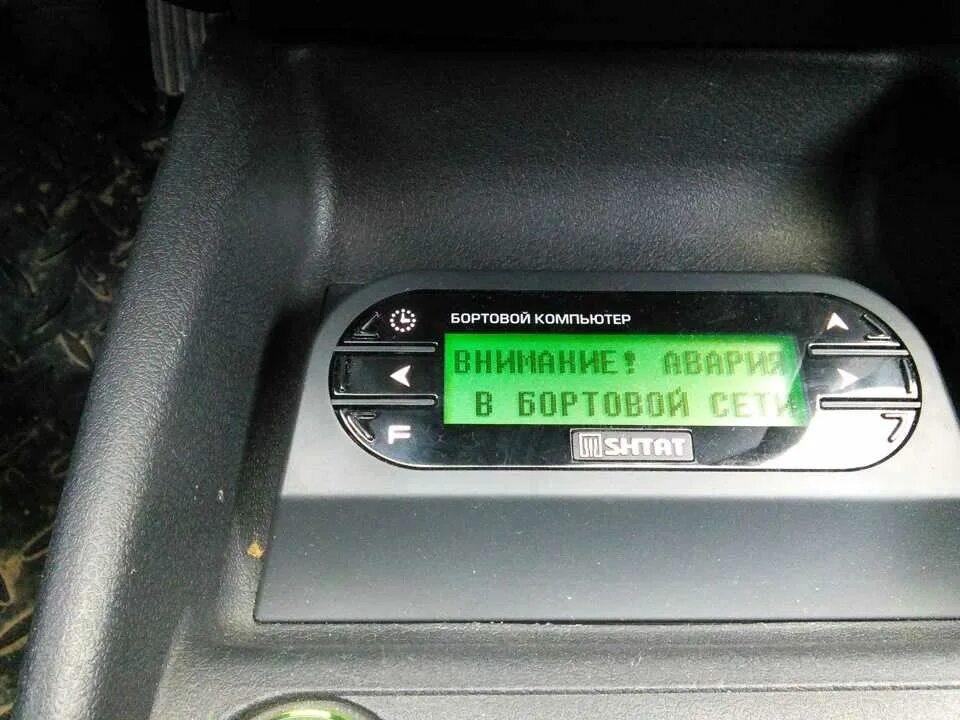 БОРТОВОЙ КОМПЬЮТЕР
ВНИМАНИЕ! АВАРИЯ
В БОРТОВОЙ СЕТИ
F
SHTAT